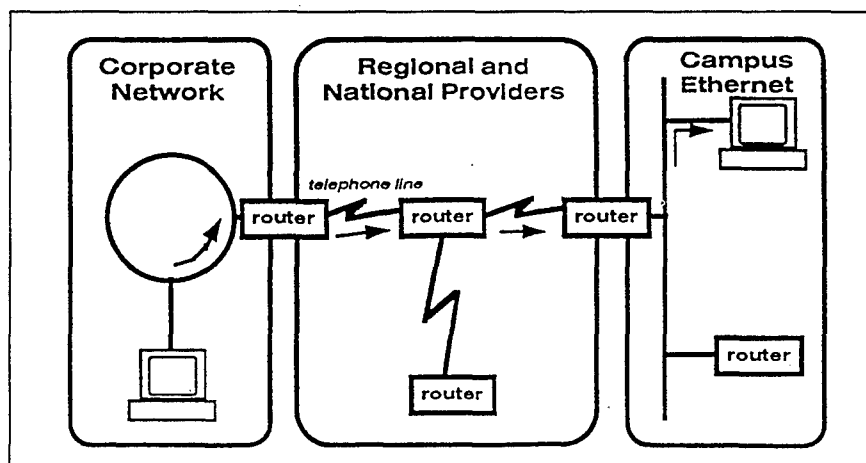 Corporate
Network
Regional and
National Providers
Campus
Ethernet
telephone line
router
router
router
router
router